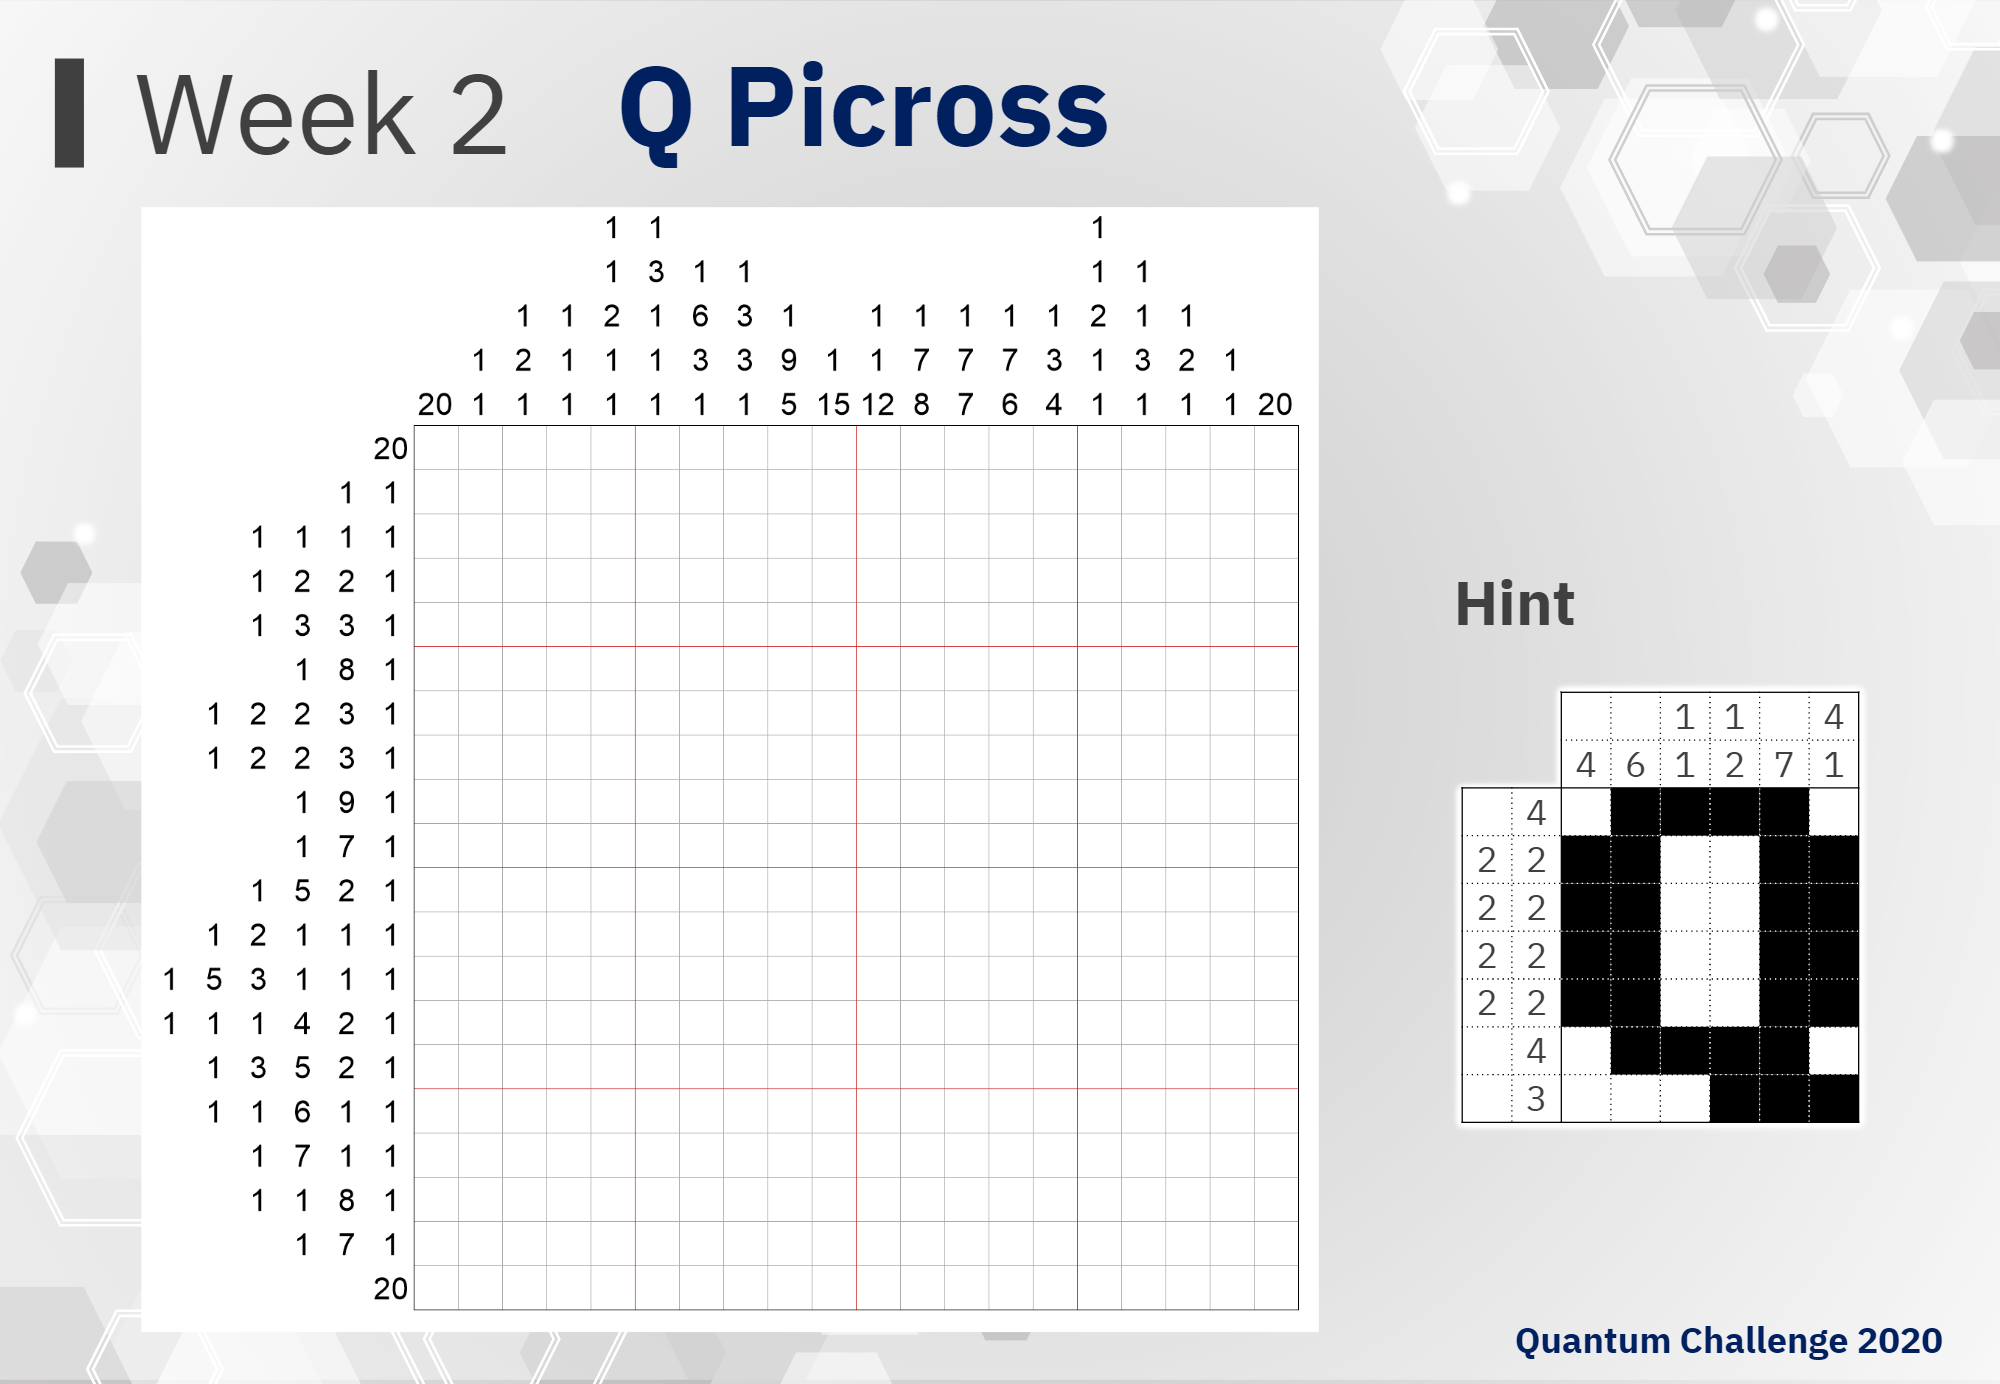 Week 2 Q Picross
1 1 1
1 3 1 1 1 1
1 1 2 1 6 3 1 1 1 1 1 1 2 1 1
1 2 1 1 1 3 3 9 1 1 7 7 7 3 1 3 2 1
20 1 1 1 1 1 1 1 5 15 12 8 7 6 4 1 1 1 1 20
20
1 1
1 1 1 1
1 2 2 1
1 3 3 1
1 8 1
1 2 2 3 1
1 2 2 3 1
1 9 1
1 7 1
1 5 2 1
1 2 1 1 1
1 5 3 1 1 1
1 1 1 4 2 1
1 3 5 2 1
1 1 6 1 1
1 7 1 1
1 1 8 1
1 7 1
20
Hint
1 1 4
4 6 1 2 7 1
4
2 2
2 2
2 2
2 2
4
3
Quantum Challenge 2020